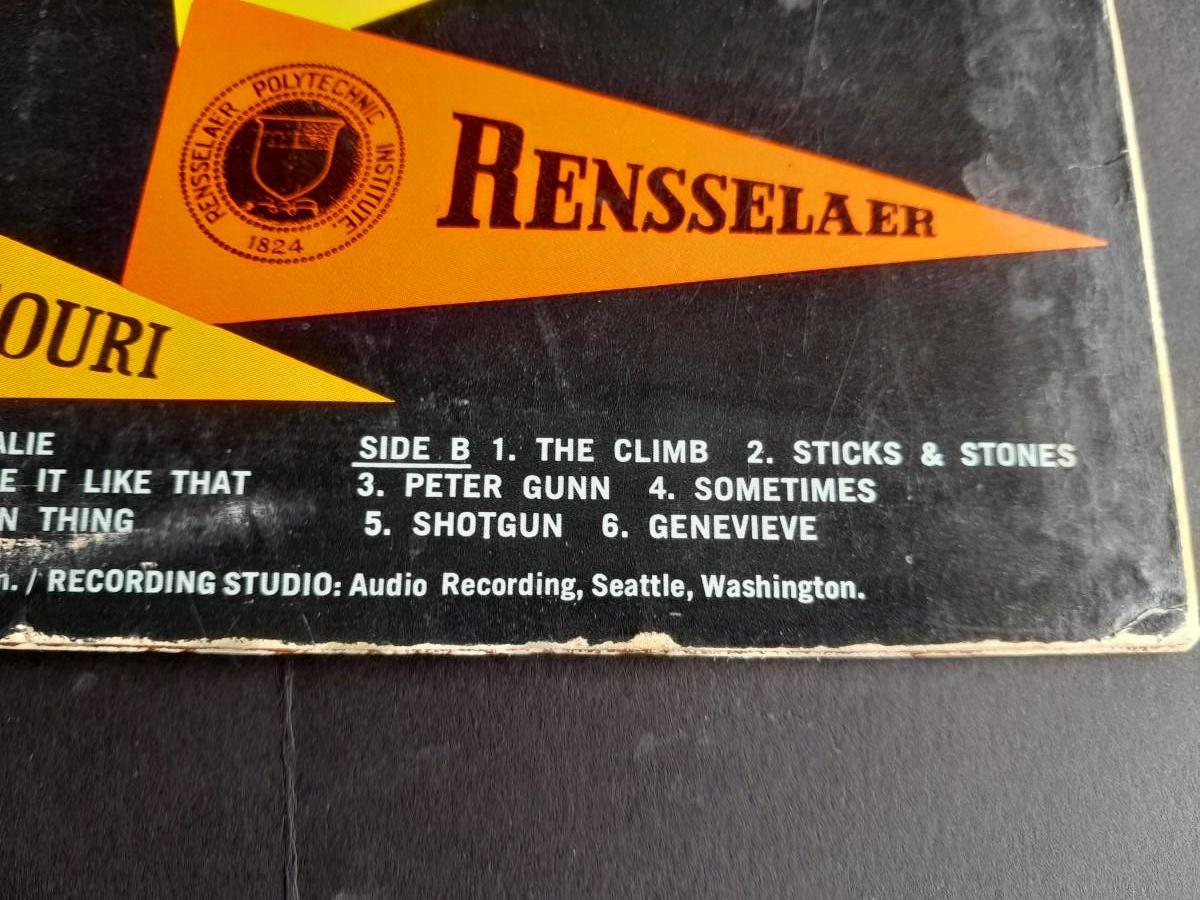 RENSSELAER POLYTECHNIC INSTITUTE.
1824
RENSSELAER
OURI
ALIE
SIDE B 1. THE CLIMB 2. STICKS & STONES
E IT LIKE THAT
3. PETER GUNN 4. SOMETIMES
N THING
5. SHOTGUN 6. GENEVIEVE
. / RECORDING STUDIO: Audio Recording, Seattle, Washington.